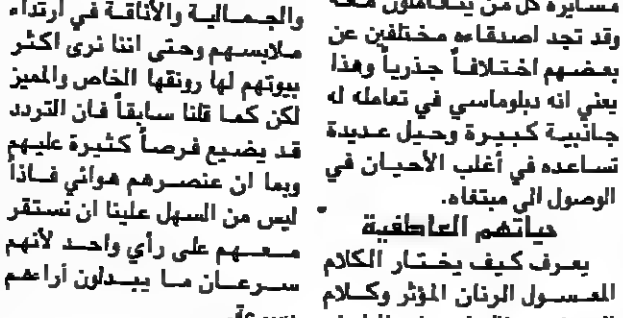 مسايرة كل من يتعاملون معه
وقد تجد اصدقاءه مختلفين عن
بعضهم اختلافاً جذرياً وهذا
يعني انه دبلوماسي في تعامله له
جانبية كبيرة وحيل عديدة
تساعده في أغلب الأحيان في
الوصول الي مبتغاه.
حياتهم العاطفية
يعرف كيف يختار الكلام
المعسول الرنان المؤثر وكلام
والجمالية والأناقة في ارتداء
ملابسهم وحتى اننا نرى اكثر
بيوتهم لها رونقها الخاص والمميز
لكن كما قلنا سابقاً فان التردد
قد يضيع فرصاً كثيرة عليهم
وبما ان عنصرهم هوائي فاذاً
ليس من السهل علينا ان نستقر
معهم على رأي واحد لأنهم
سرعان ما يبدلون أراءهم